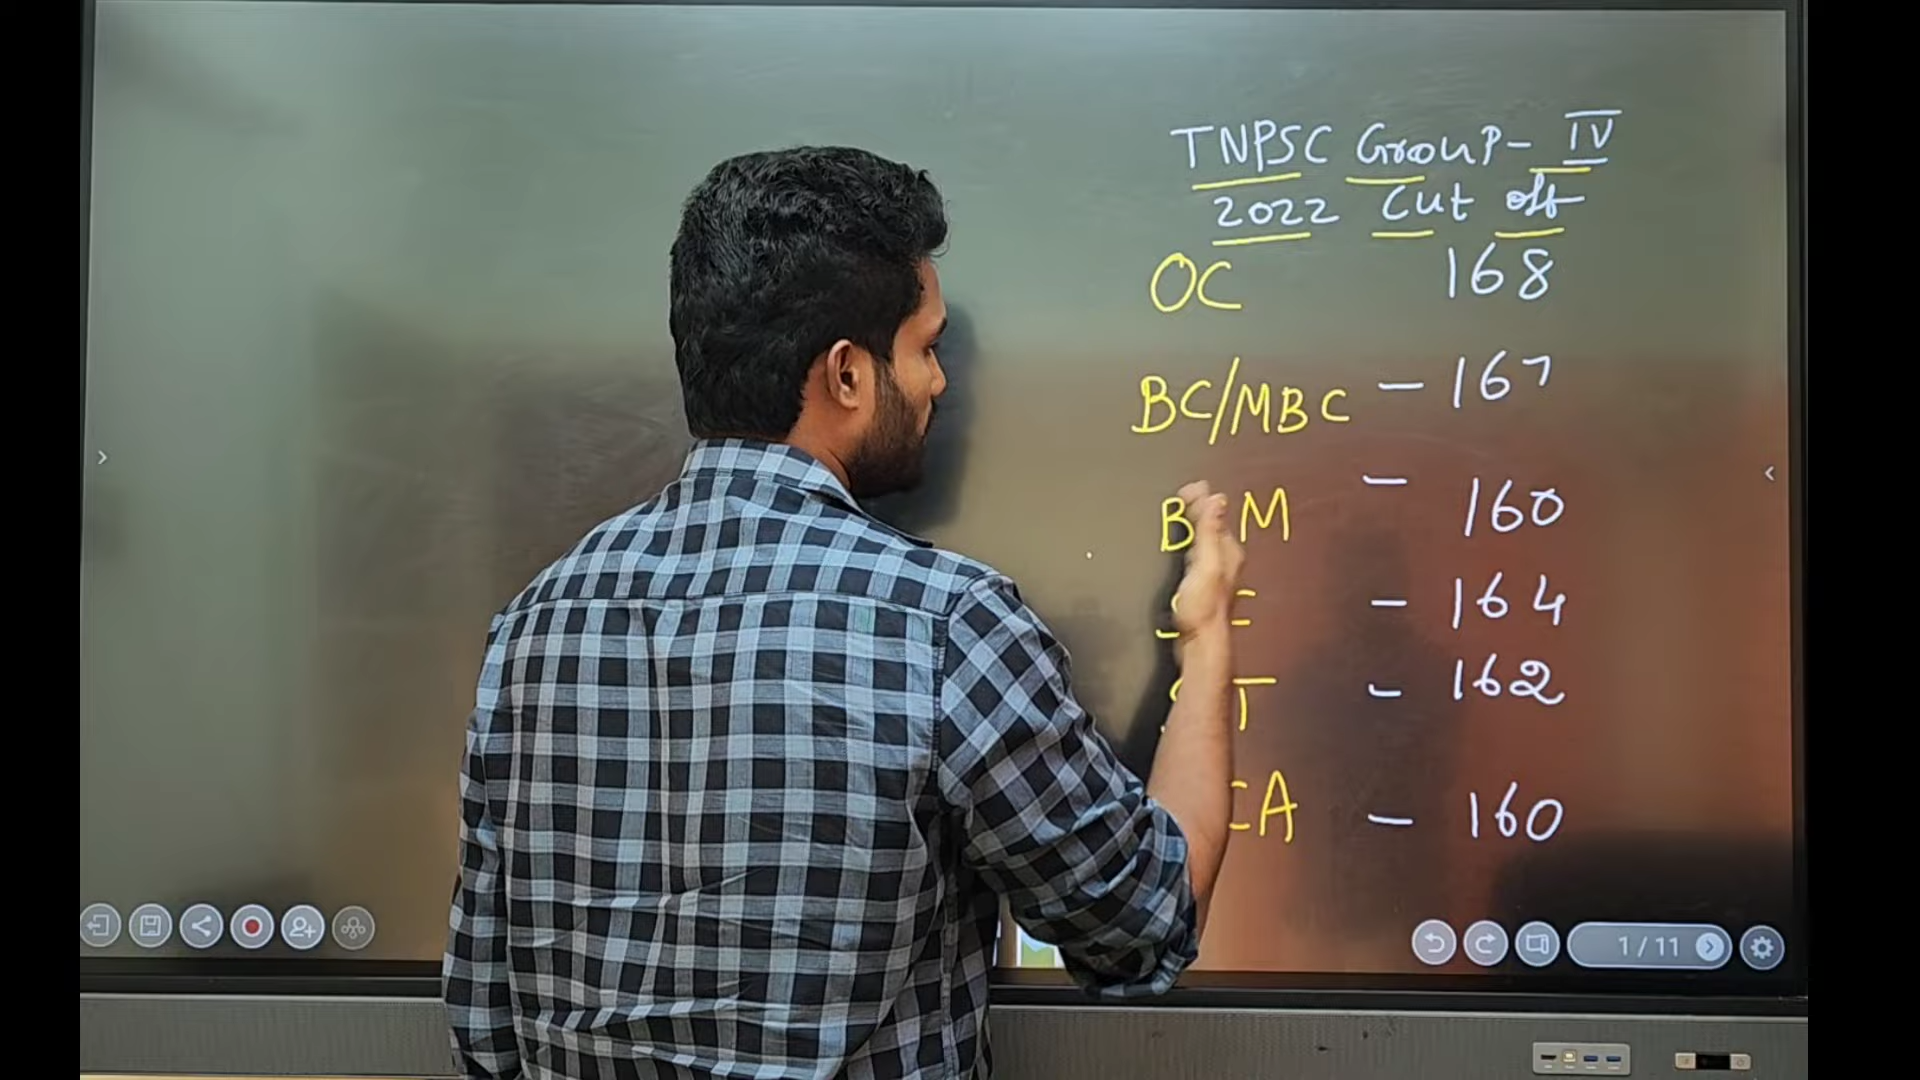 TNPSC Group - IV
2022 Cut off
OC 168
BC/MBC - 167
- 160
- 164
- 162
- 160
1 / 11